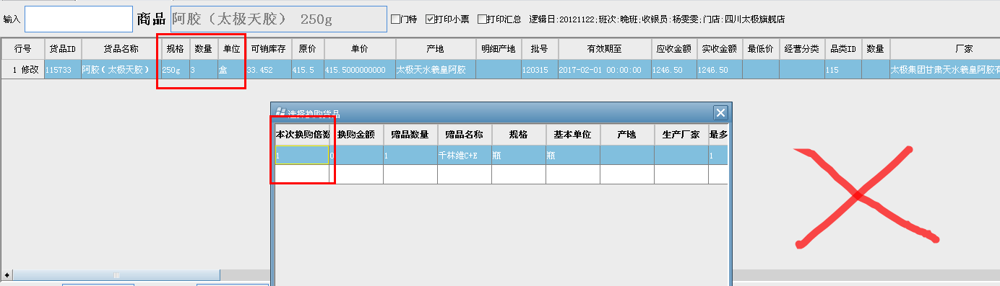 输入 商品 阿胶（太极天胶） 250g 门特 打印小票 打印汇总 逻辑日:20121122;班次:晚班;收银员:杨雯雯;门店:四川太极旗舰店
行号 货品ID 货品名称 规格 数量 单位 可销库存 原价 单价 产地 明细产地 批号 有效期至 应收金额 实收金额 最低价 经营分类 品类ID 数量 厂家
1 修改 115733 阿胶（太极天胶） 250g 3 盒 33.452 415.5 415.5000000000 太极天水羲皇阿胶 120315 2017-02-01 00:00:00 1246.50 1246.50 115 太极集团甘肃天水羲皇阿胶有
选择换购货品
本次换购倍数 换购金额 赠品数量 赠品名称 规格 基本单位 产地 生产厂家 最多
1 0 1 千林維C+E 瓶 瓶 1